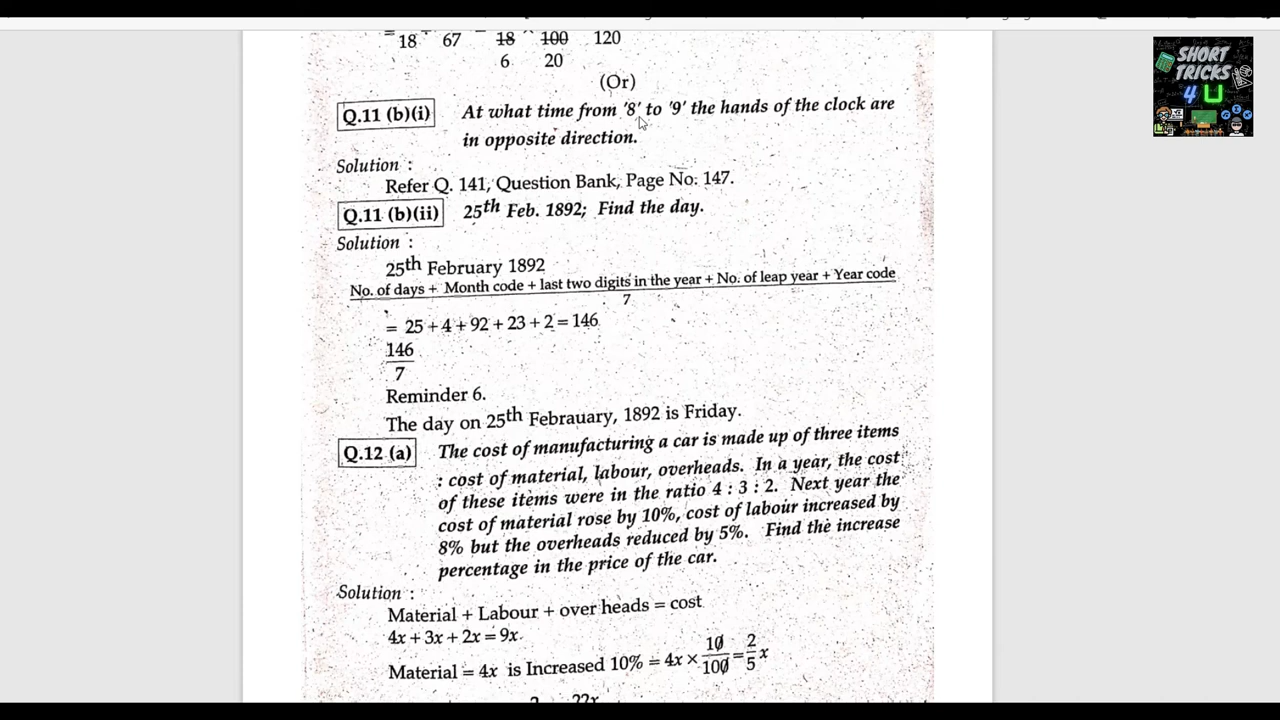 = 18 ÷ 67 = 18 × 100 120
6 20
(Or)
Q.11 (b)(i) At what time from '8' to '9' the hands of the clock are
in opposite direction.
Solution :
Refer Q. 141, Question Bank, Page No: 147.
Q.11 (b)(ii) 25th Feb. 1892; Find the day.
Solution :
25th February 1892
No. of days + Month code + last two digits in the year + No. of leap year + Year code
7
= 25 + 4 + 92 + 23 + 2 = 146
146
7
Reminder 6.
The day on 25th Febrauary, 1892 is Friday.
Q.12 (a) The cost of manufacturing a car is made up of three items
: cost of material, labour, overheads. In a year, the cost
of these items were in the ratio 4 : 3 : 2. Next year the
cost of material rose by 10%, cost of labour increased by
8% but the overheads reduced by 5%. Find the increase
percentage in the price of the car.
Solution :
Material + Labour + over heads = cost
4x + 3x + 2x = 9x.
Material = 4x is Increased 10% = 4x × 10/100 = 2/5 x
SHORT
TRICKS
4 U